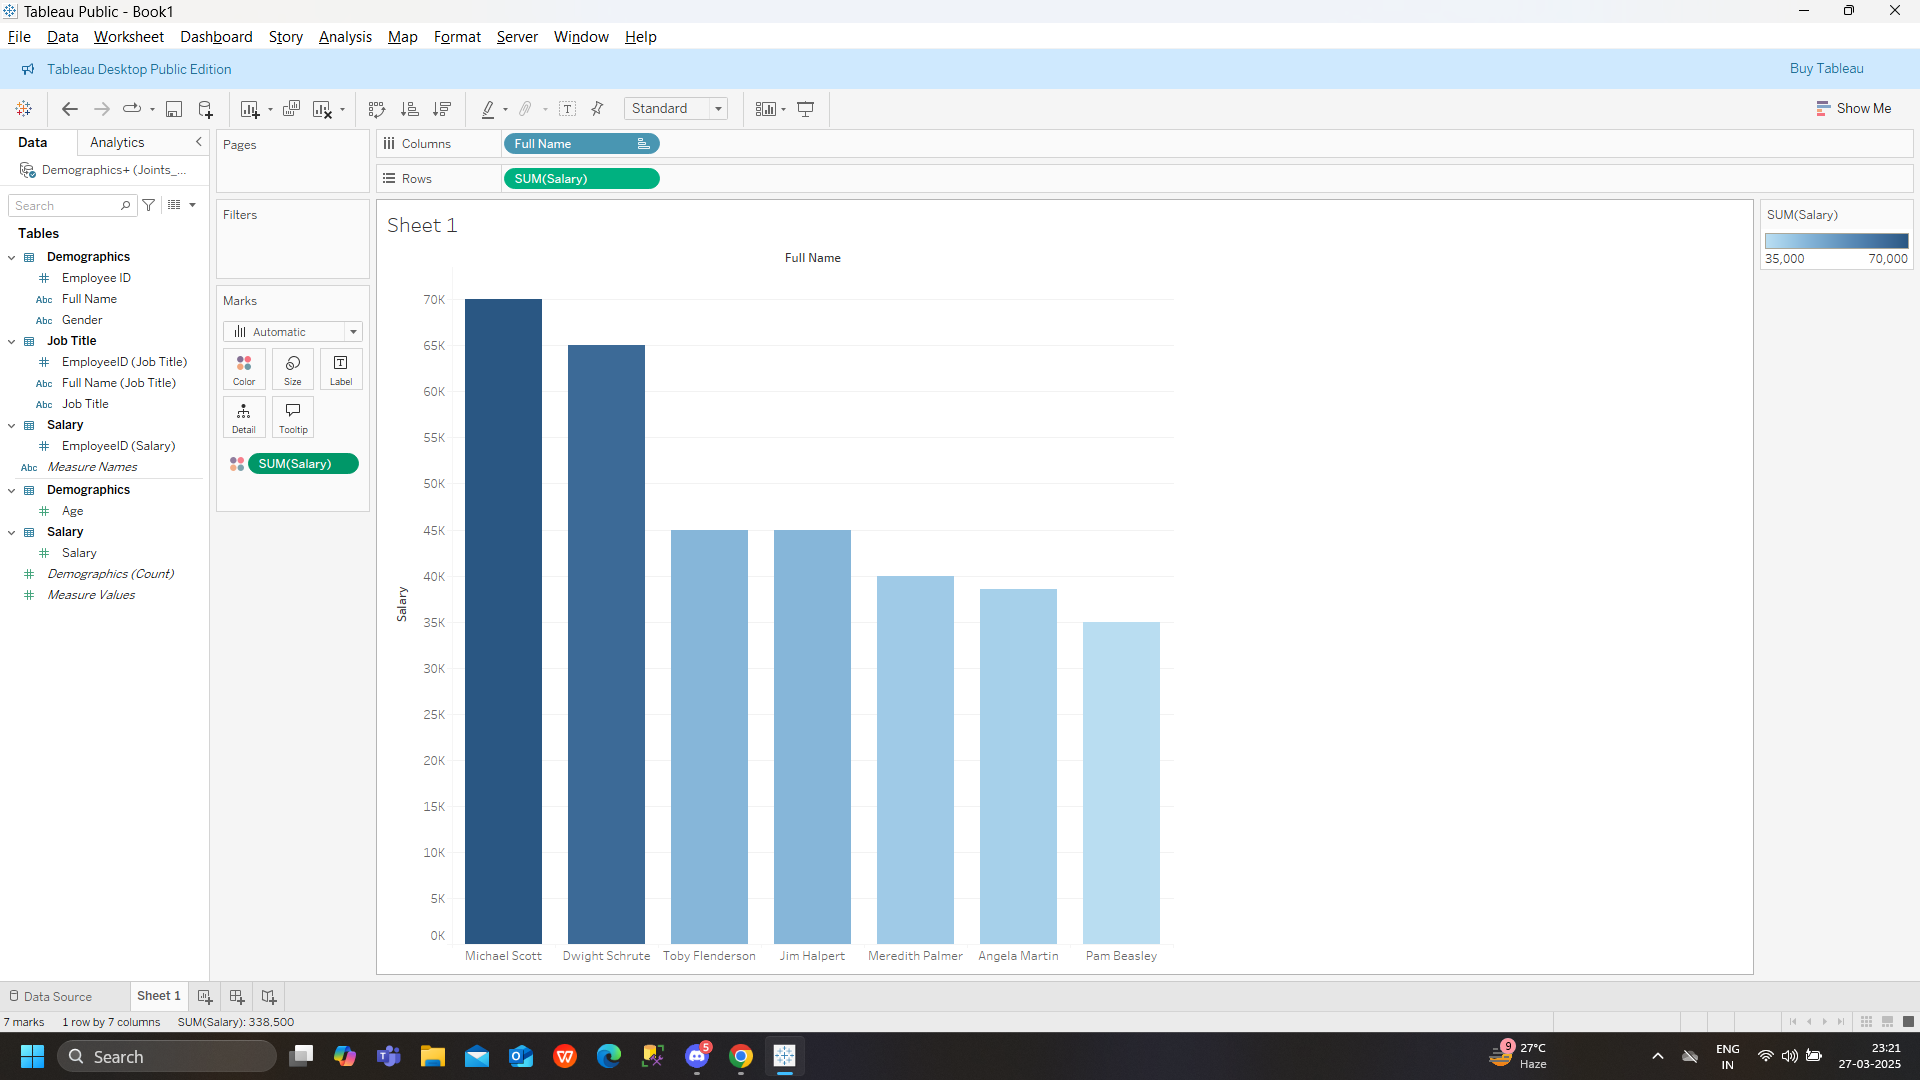 Tableau Public - Book1
File Data Worksheet Dashboard Story Analysis Map Format Server Window Help
Tableau Desktop Public Edition
Buy Tableau
Standard
Show Me
Data
Analytics
Demographics+ (Joints_...
Search
Tables
Demographics
Employee ID
Abc Full Name
Abc Gender
Job Title
EmployeeID (Job Title)
Abc Full Name (Job Title)
Abc Job Title
Salary
EmployeeID (Salary)
Abc Measure Names
Demographics
Age
Salary
Salary
Demographics (Count)
Measure Values
Pages
Filters
Marks
Automatic
Color
Size
Label
Detail
Tooltip
SUM(Salary)
Columns
Full Name
Rows
SUM(Salary)
Sheet 1
Full Name
Salary
70K
65K
60K
55K
50K
45K
40K
35K
30K
25K
20K
15K
10K
5K
0K
Michael Scott
Dwight Schrute
Toby Flenderson
Jim Halpert
Meredith Palmer
Angela Martin
Pam Beasley
SUM(Salary)
35,000
70,000
Data Source
Sheet 1
7 marks
1 row by 7 columns
SUM(Salary): 338,500
Search
5
9
27°C
Haze
ENG
IN
23:21
27-03-2025